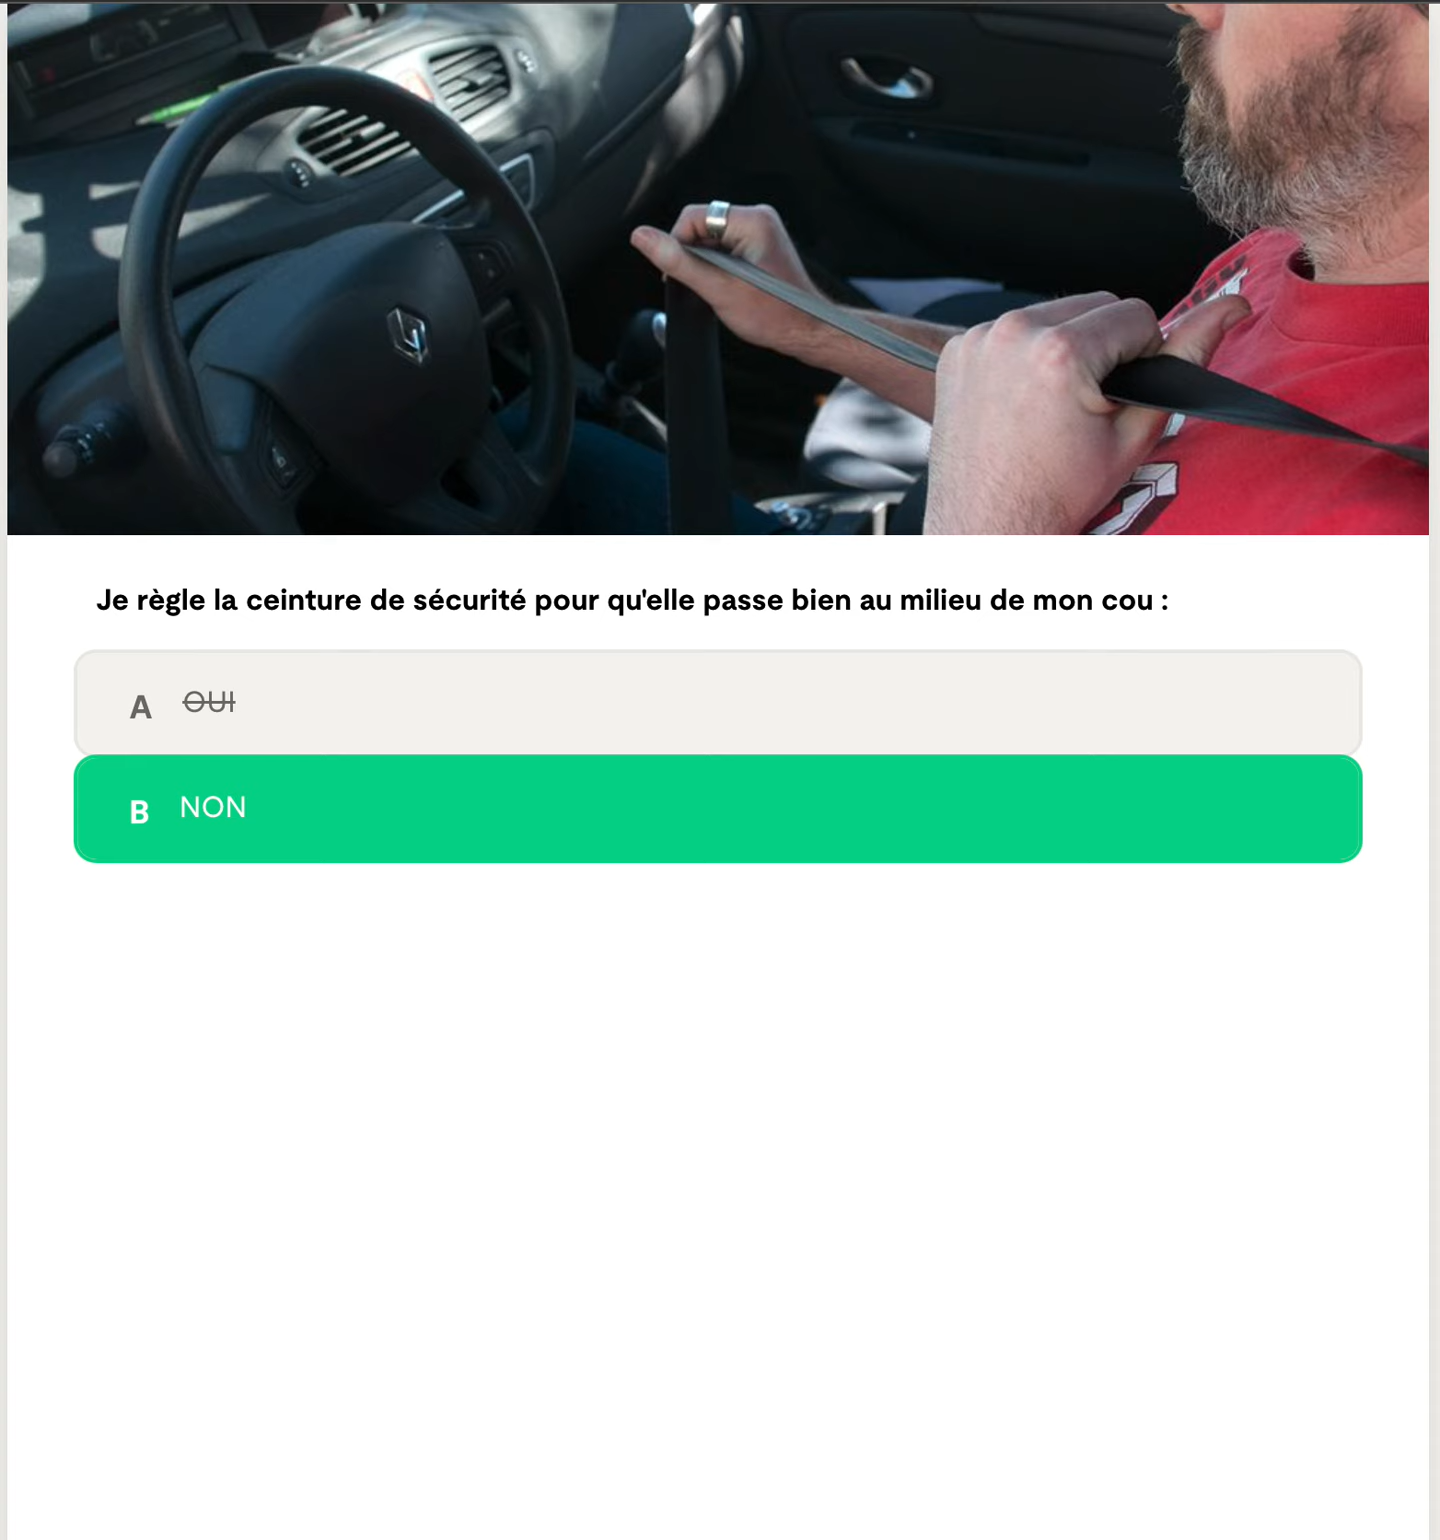 Je règle la ceinture de sécurité pour qu'elle passe bien au milieu de mon cou :
A OUI
B NON